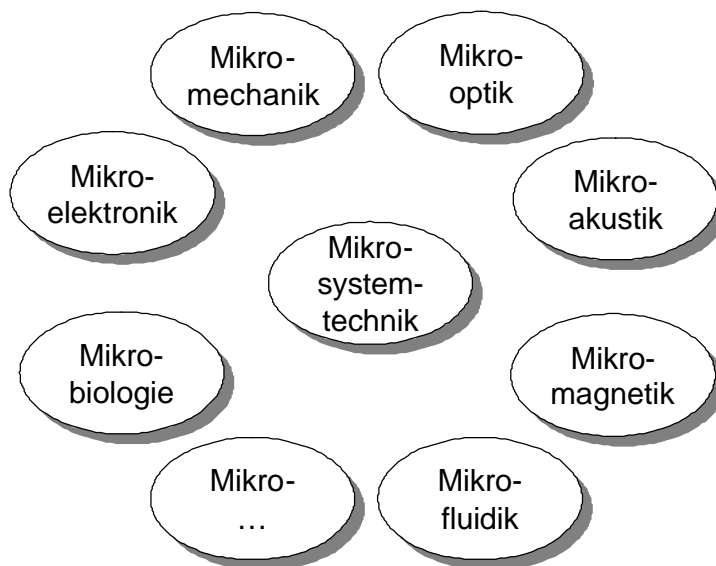 Mikro-
mechanik
Mikro-
optik
Mikro-
elektronik
Mikro-
akustik
Mikro-
system-
technik
Mikro-
biologie
Mikro-
magnetik
Mikro-
…
Mikro-
fluidik